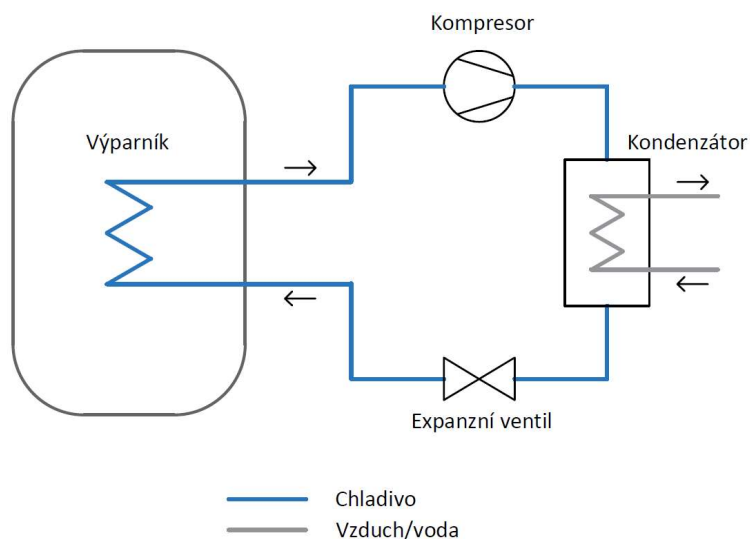 Kompresor
Výparník
Kondenzátor
Expanzní ventil
Chladivo
Vzduch/voda